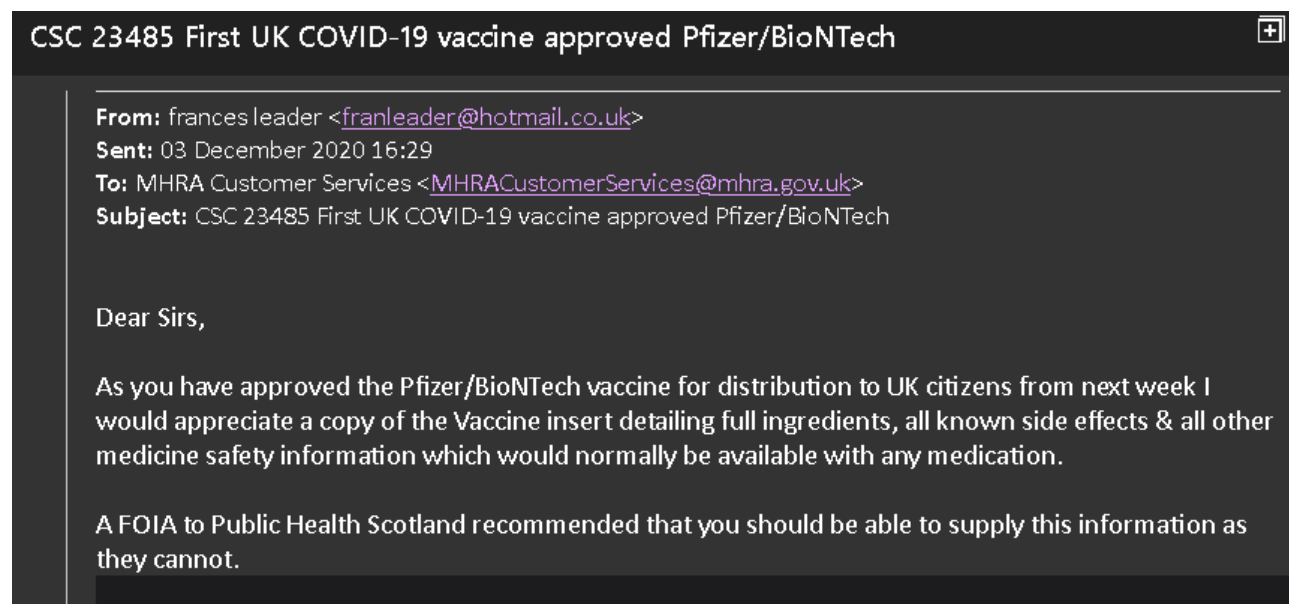 CSC 23485 First UK COVID-19 vaccine approved Pfizer/BioNTech
From: frances leader <franleader@hotmail.co.uk>
Sent: 03 December 2020 16:29
To: MHRA Customer Services <MHRACustomerServices@mhra.gov.uk>
Subject: CSC 23485 First UK COVID-19 vaccine approved Pfizer/BioNTech
Dear Sirs,
As you have approved the Pfizer/BioNTech vaccine for distribution to UK citizens from next week I
would appreciate a copy of the Vaccine insert detailing full ingredients, all known side effects & all other
medicine safety information which would normally be available with any medication.
A FOIA to Public Health Scotland recommended that you should be able to supply this information as
they cannot.